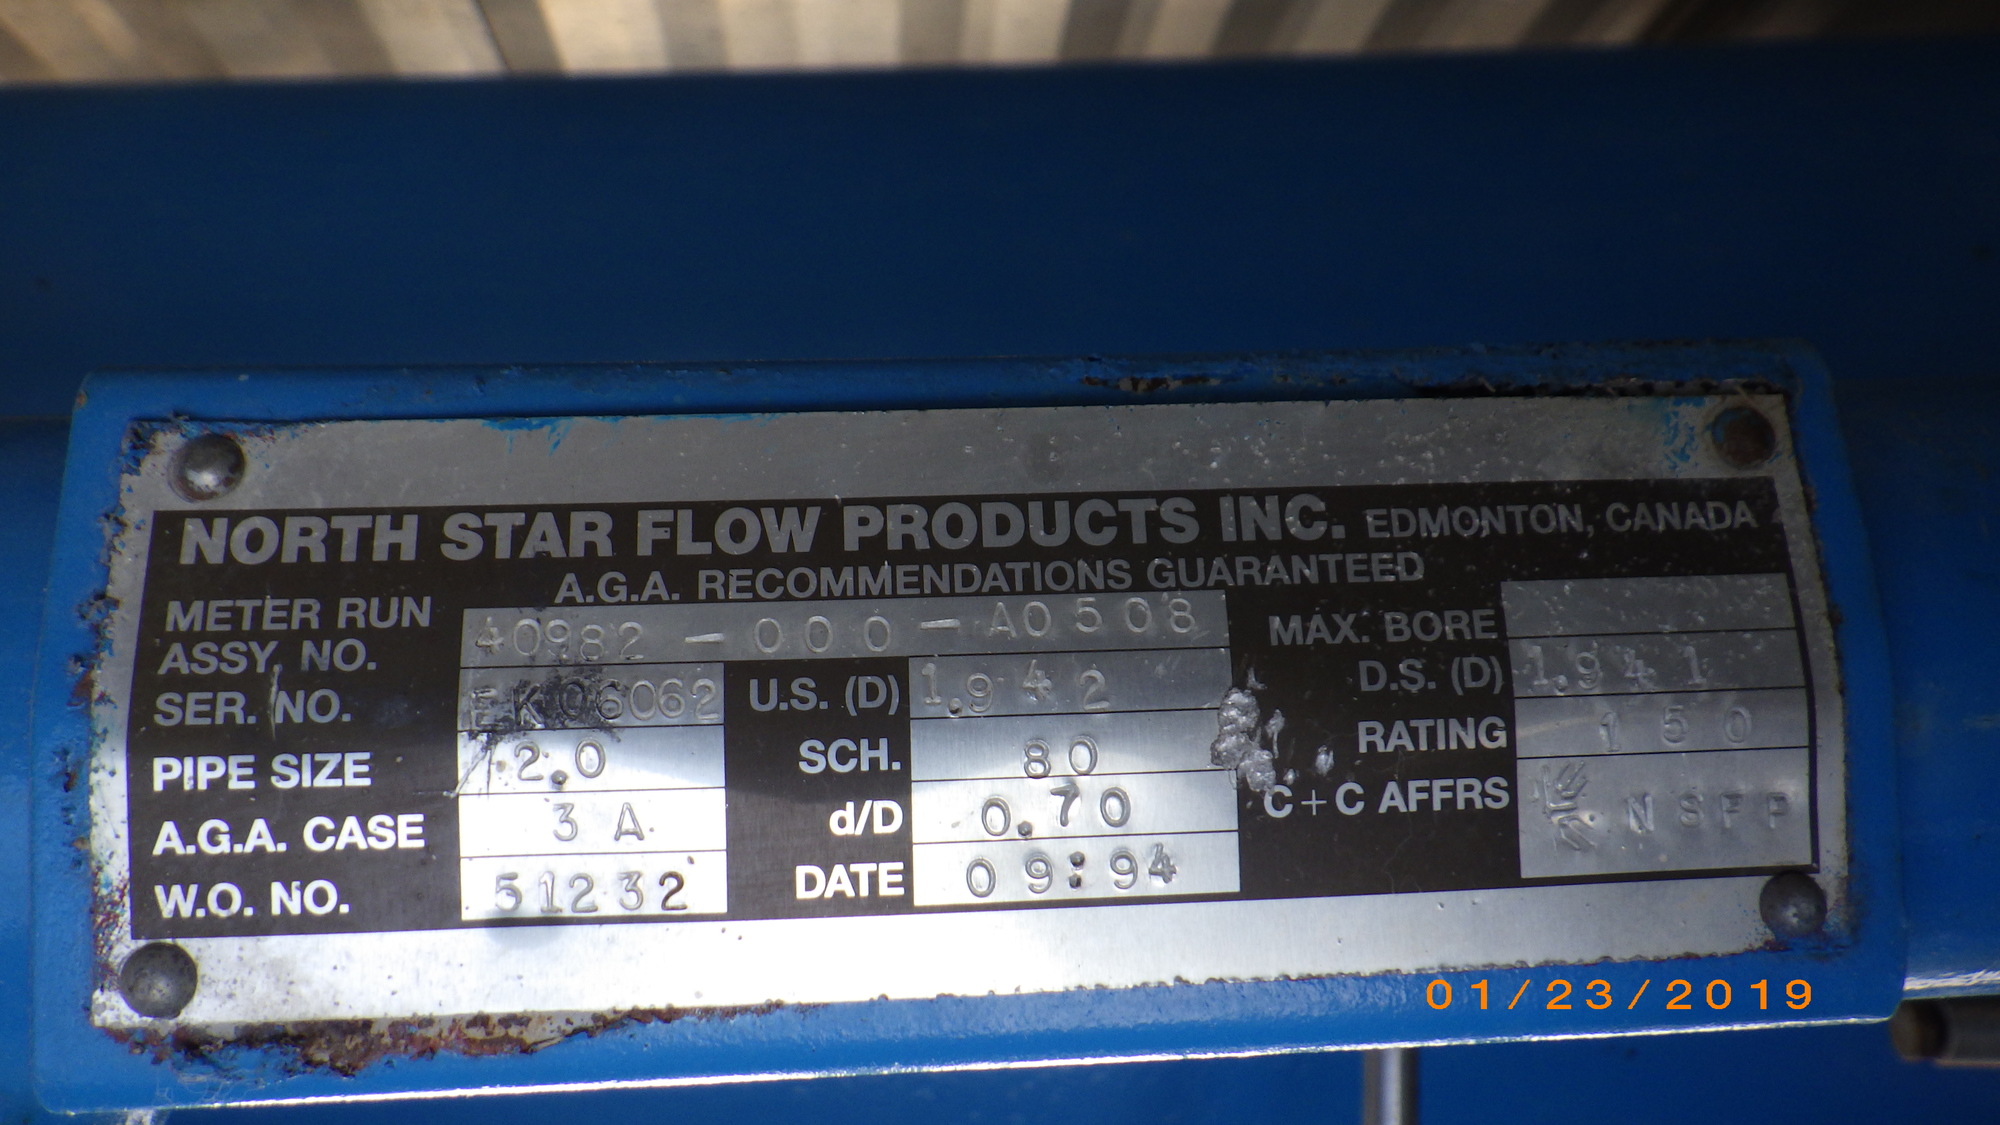 NORTH STAR FLOW PRODUCTS INC. EDMONTON, CANADA
A.G.A. RECOMMENDATIONS GUARANTEED
METER RUN
ASSY. NO. 40982 - 000 - A0508
MAX. BORE
SER. NO. EK06062 U.S. (D) 1.942 D.S. (D) 1.941
PIPE SIZE 2.0 SCH. 80 RATING 150
A.G.A. CASE 3A d/D 0.70 C+C AFFRS NSFP
W.O. NO. 51232 DATE 09:94
01/23/2019